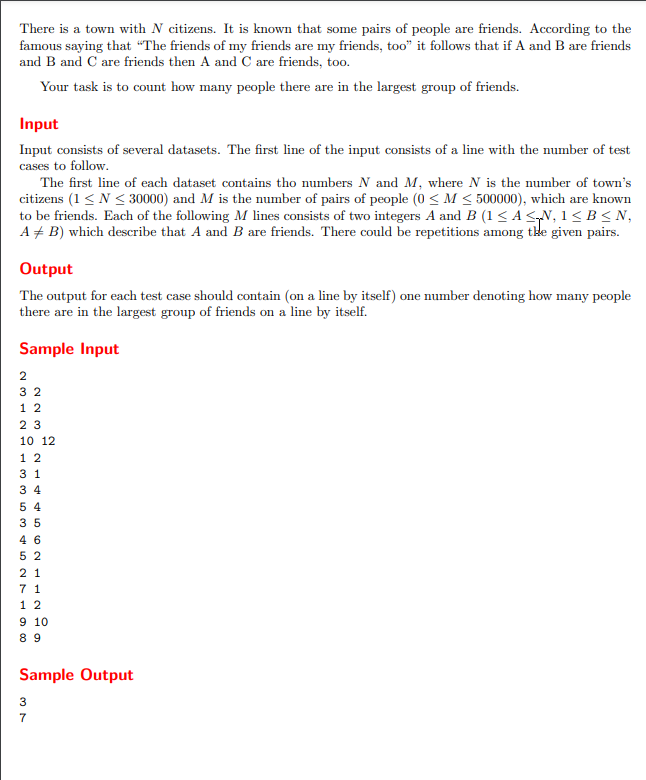 There is a town with N citizens. It is known that some pairs of people are friends. According to the
famous saying that “The friends of my friends are my friends, too” it follows that if A and B are friends
and B and C are friends then A and C are friends, too.
Your task is to count how many people there are in the largest group of friends.
Input
Input consists of several datasets. The first line of the input consists of a line with the number of test
cases to follow.
The first line of each dataset contains tho numbers N and M, where N is the number of town’s
citizens (1 ≤ N ≤ 30000) and M is the number of pairs of people (0 ≤ M ≤ 500000), which are known
to be friends. Each of the following M lines consists of two integers A and B (1 ≤ A ≤ N, 1 ≤ B ≤ N,
A ≠ B) which describe that A and B are friends. There could be repetitions among the given pairs.
Output
The output for each test case should contain (on a line by itself) one number denoting how many people
there are in the largest group of friends on a line by itself.
Sample Input
2
3 2
1 2
2 3
10 12
1 2
3 1
3 4
5 4
3 5
4 6
5 2
2 1
7 1
1 2
9 10
8 9
Sample Output
3
7